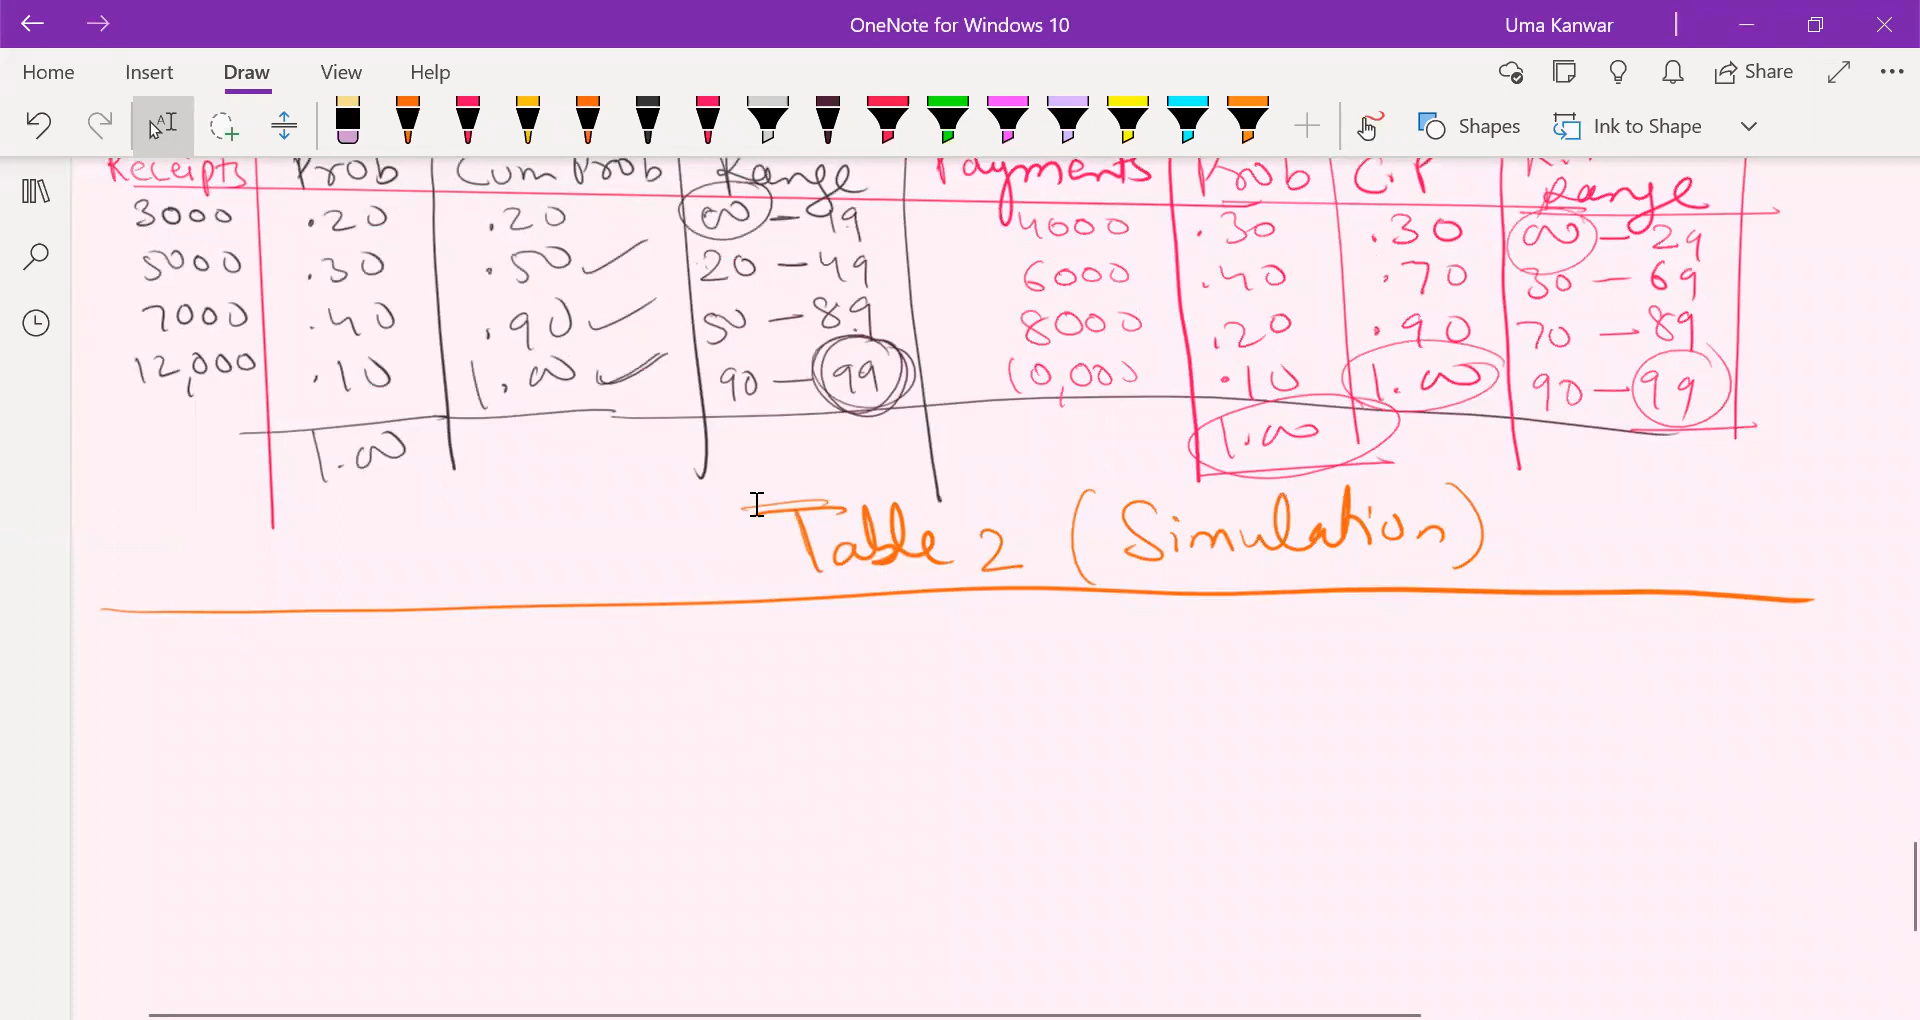 OneNote for Windows 10 Uma Kanwar
Home Insert Draw View Help Share
Shapes Ink to Shape
Receipts Prob Cum Prob Range Payments Prob C.P Range
3000 .20 .20 00 – 19 4000 .30 .30 00 – 29
5000 .30 .50 20 – 49 6000 .40 .70 30 – 69
7000 .40 .90 50 – 89 8000 .20 .90 70 – 89
12,000 .10 1.00 90 – 99 10,000 .10 1.00 90 – 99
1.00 1.00
Table 2 (Simulation)